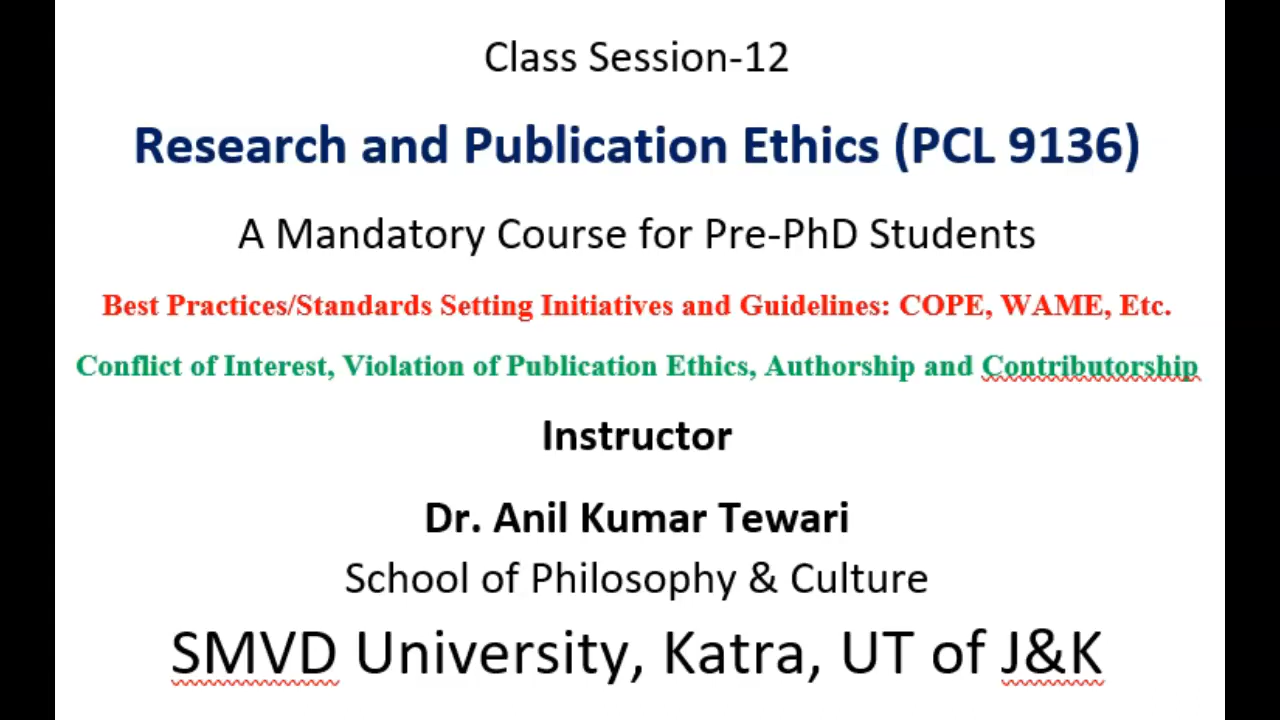 Class Session-12
Research and Publication Ethics (PCL 9136)
A Mandatory Course for Pre-PhD Students
Best Practices/Standards Setting Initiatives and Guidelines: COPE, WAME, Etc.
Conflict of Interest, Violation of Publication Ethics, Authorship and Contributorship
Instructor
Dr. Anil Kumar Tewari
School of Philosophy & Culture
SMVD University, Katra, UT of J&K